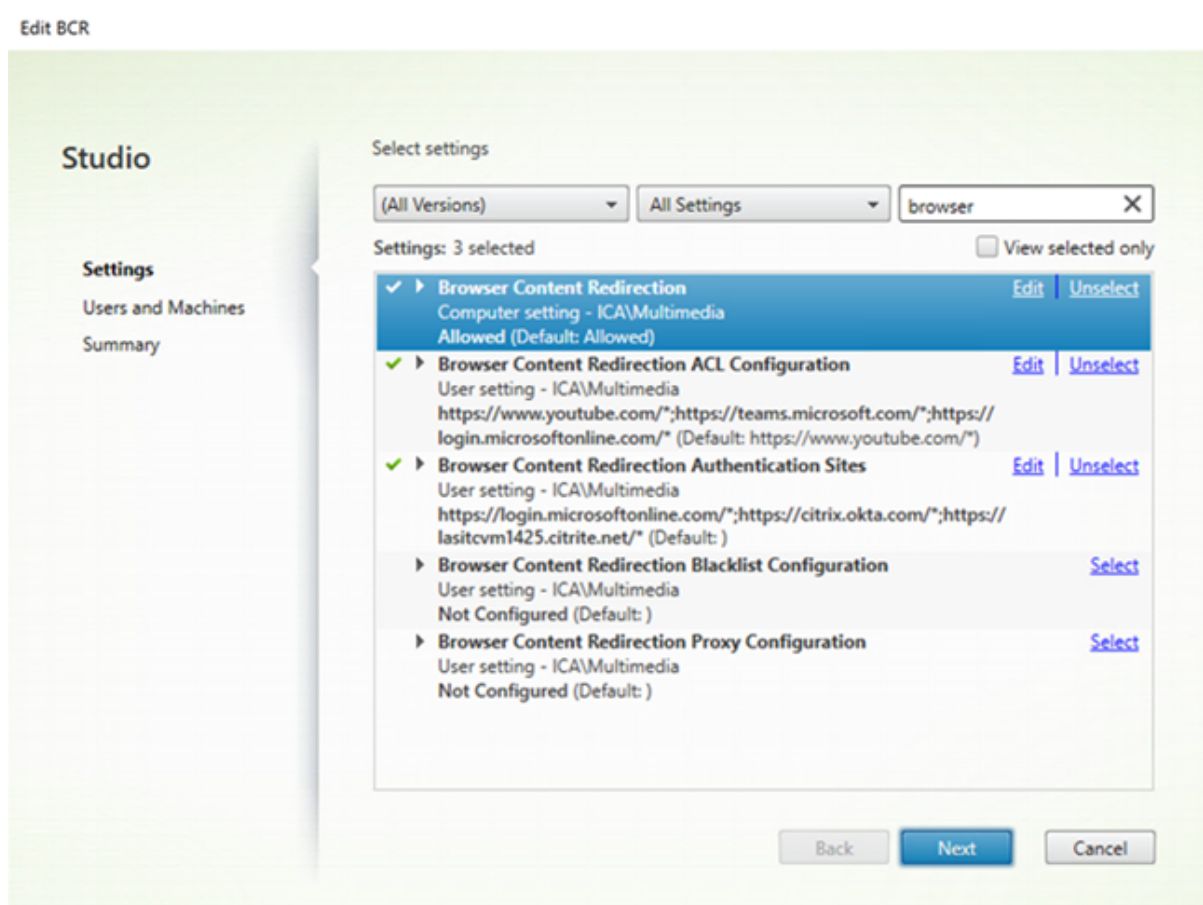 Edit BCR
Studio
Settings
Users and Machines
Summary
Select settings
(All Versions)
All Settings
browser
Settings: 3 selected
View selected only
Browser Content Redirection
Edit
Unselect
Computer setting - ICA\Multimedia
Allowed (Default: Allowed)
Browser Content Redirection ACL Configuration
Edit
Unselect
User setting - ICA\Multimedia
https://www.youtube.com/*;https://teams.microsoft.com/*;https://
login.microsoftonline.com/* (Default: https://www.youtube.com/*)
Browser Content Redirection Authentication Sites
Edit
Unselect
User setting - ICA\Multimedia
https://login.microsoftonline.com/*;https://citrix.okta.com/*;https://
lasitcvm1425.citrite.net/* (Default: )
Browser Content Redirection Blacklist Configuration
Select
User setting - ICA\Multimedia
Not Configured (Default: )
Browser Content Redirection Proxy Configuration
Select
User setting - ICA\Multimedia
Not Configured (Default: )
Back
Next
Cancel